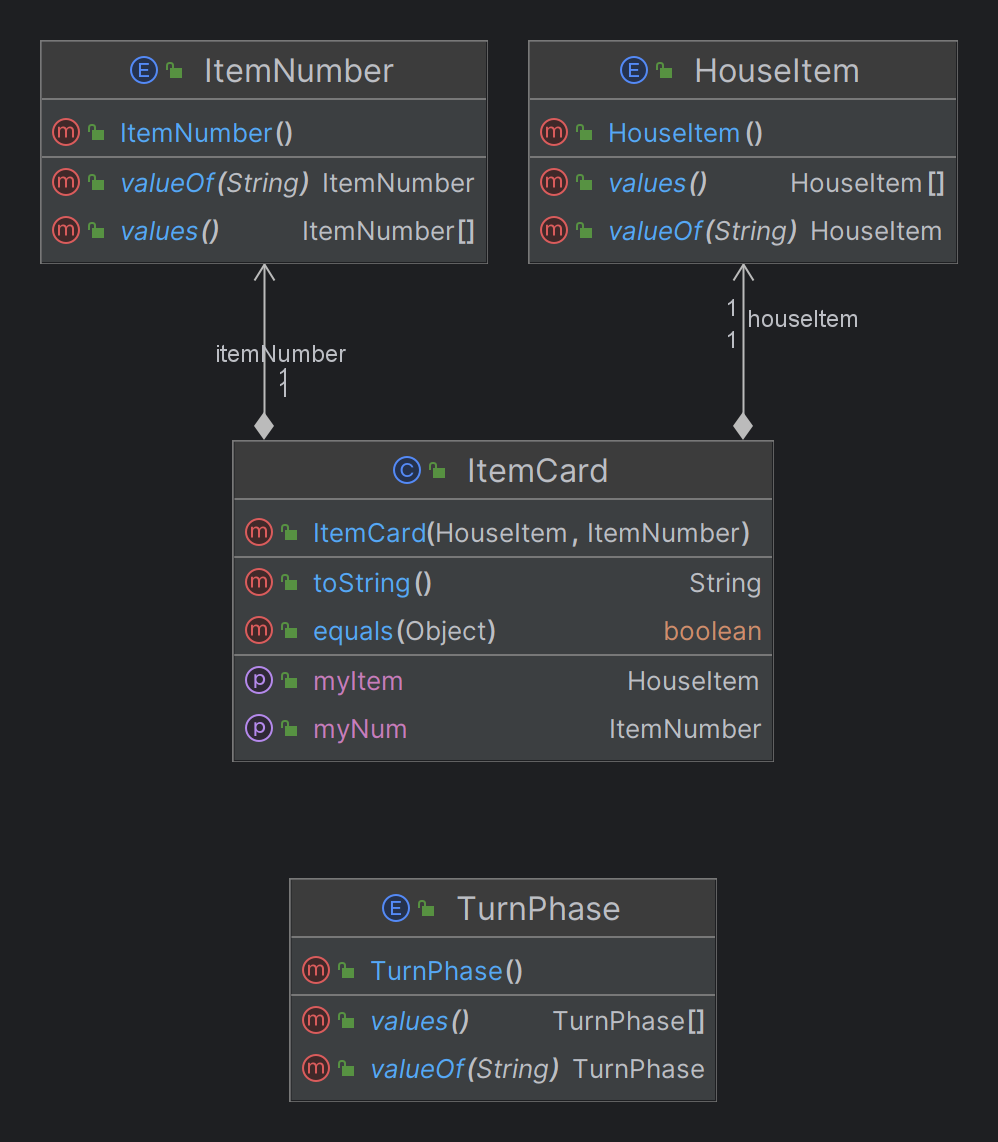 E ItemNumber
m ItemNumber()
m valueOf(String) ItemNumber
m values() ItemNumber[]
E HouseItem
m HouseItem()
m values() HouseItem[]
m valueOf(String) HouseItem
itemNumber
1
1
1
houseItem
1
C ItemCard
m ItemCard(HouseItem, ItemNumber)
m toString() String
m equals(Object) boolean
p myItem HouseItem
p myNum ItemNumber
E TurnPhase
m TurnPhase()
m values() TurnPhase[]
m valueOf(String) TurnPhase